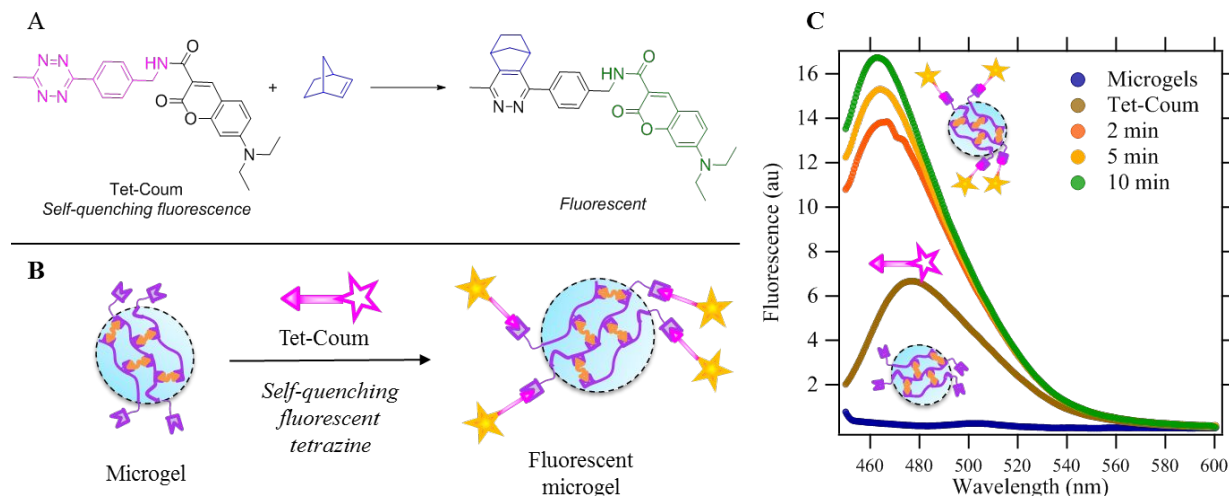 A
N=N
N-N
NH
O
O
O
N
Tet-Coum
Self-quenching fluorescence
+
N-N
NH
O
O
O
N
Fluorescent
B
Tet-Coum
Self-quenching
fluorescent
tetrazine
Microgel
Fluorescent
microgel
C
Fluorescence (au)
16
14
12
10
8
6
4
2
Microgels
Tet-Coum
2 min
5 min
10 min
460
480
500
520
540
560
580
600
Wavelength (nm)